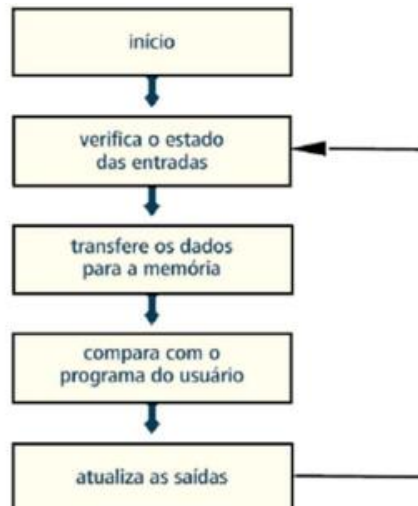 início
verifica o estado
das entradas
transfere os dados
para a memória
compara com o
programa do usuário
atualiza as saídas